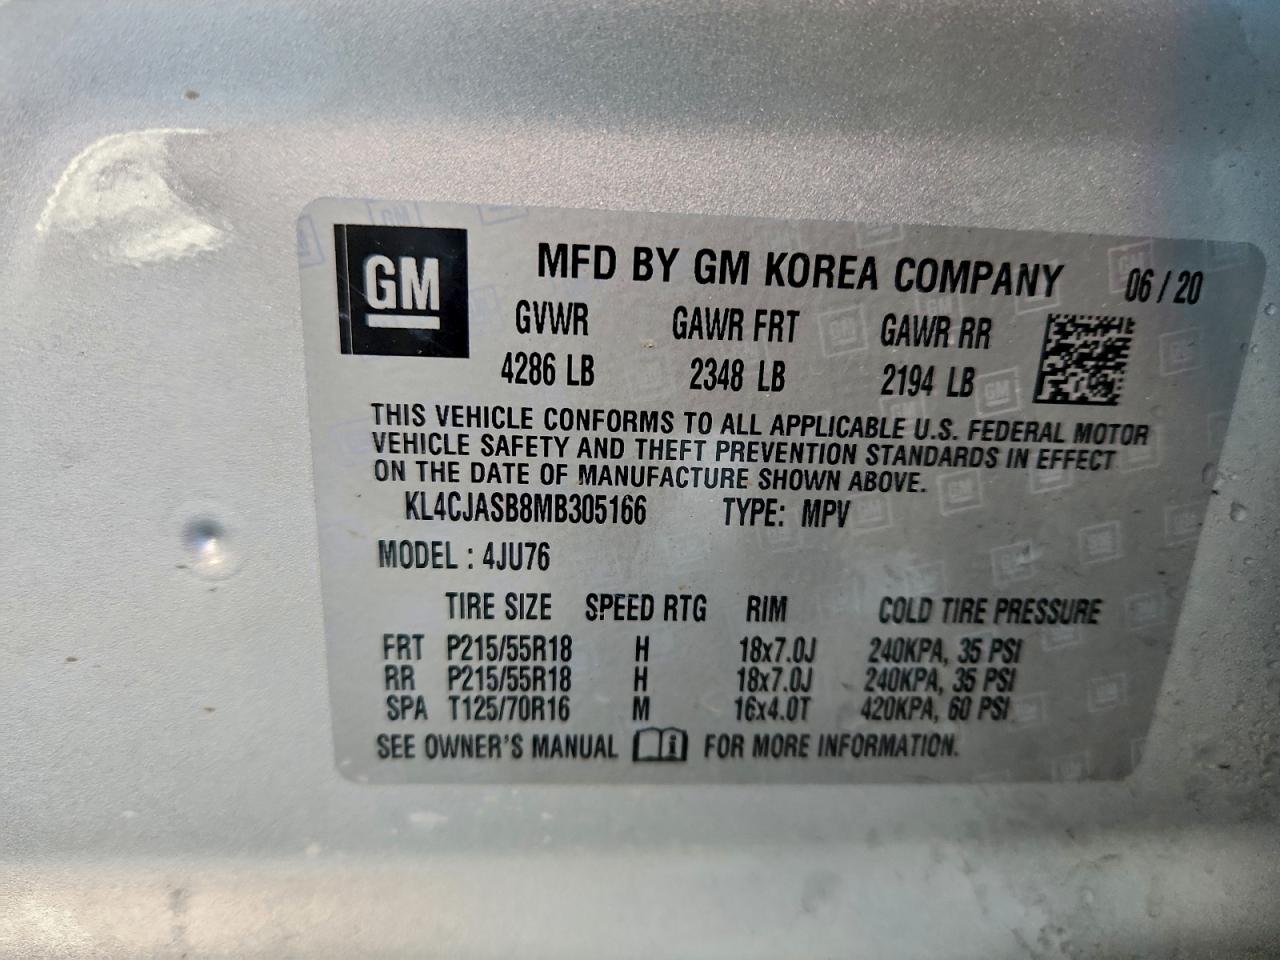 GM
MFD BY GM KOREA COMPANY 06 / 20
GVWR GAWR FRT GAWR RR
4286 LB 2348 LB 2194 LB
THIS VEHICLE CONFORMS TO ALL APPLICABLE U.S. FEDERAL MOTOR
VEHICLE SAFETY AND THEFT PREVENTION STANDARDS IN EFFECT
ON THE DATE OF MANUFACTURE SHOWN ABOVE.
KL4CJASB8MB305166 TYPE: MPV
MODEL : 4JU76
TIRE SIZE SPEED RTG RIM COLD TIRE PRESSURE
FRT P215/55R18 H 18x7.0J 240KPA, 35 PSI
RR P215/55R18 H 18x7.0J 240KPA, 35 PSI
SPA T125/70R16 M 16x4.0T 420KPA, 60 PSI
SEE OWNER'S MANUAL FOR MORE INFORMATION.